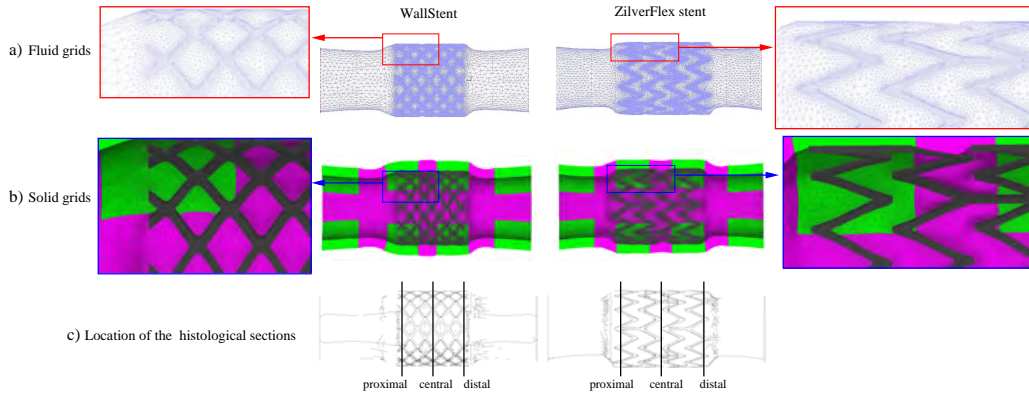 WallStent
ZilverFlex stent
a) Fluid grids
b) Solid grids
c) Location of the histological sections
proximal central distal
proximal central distal